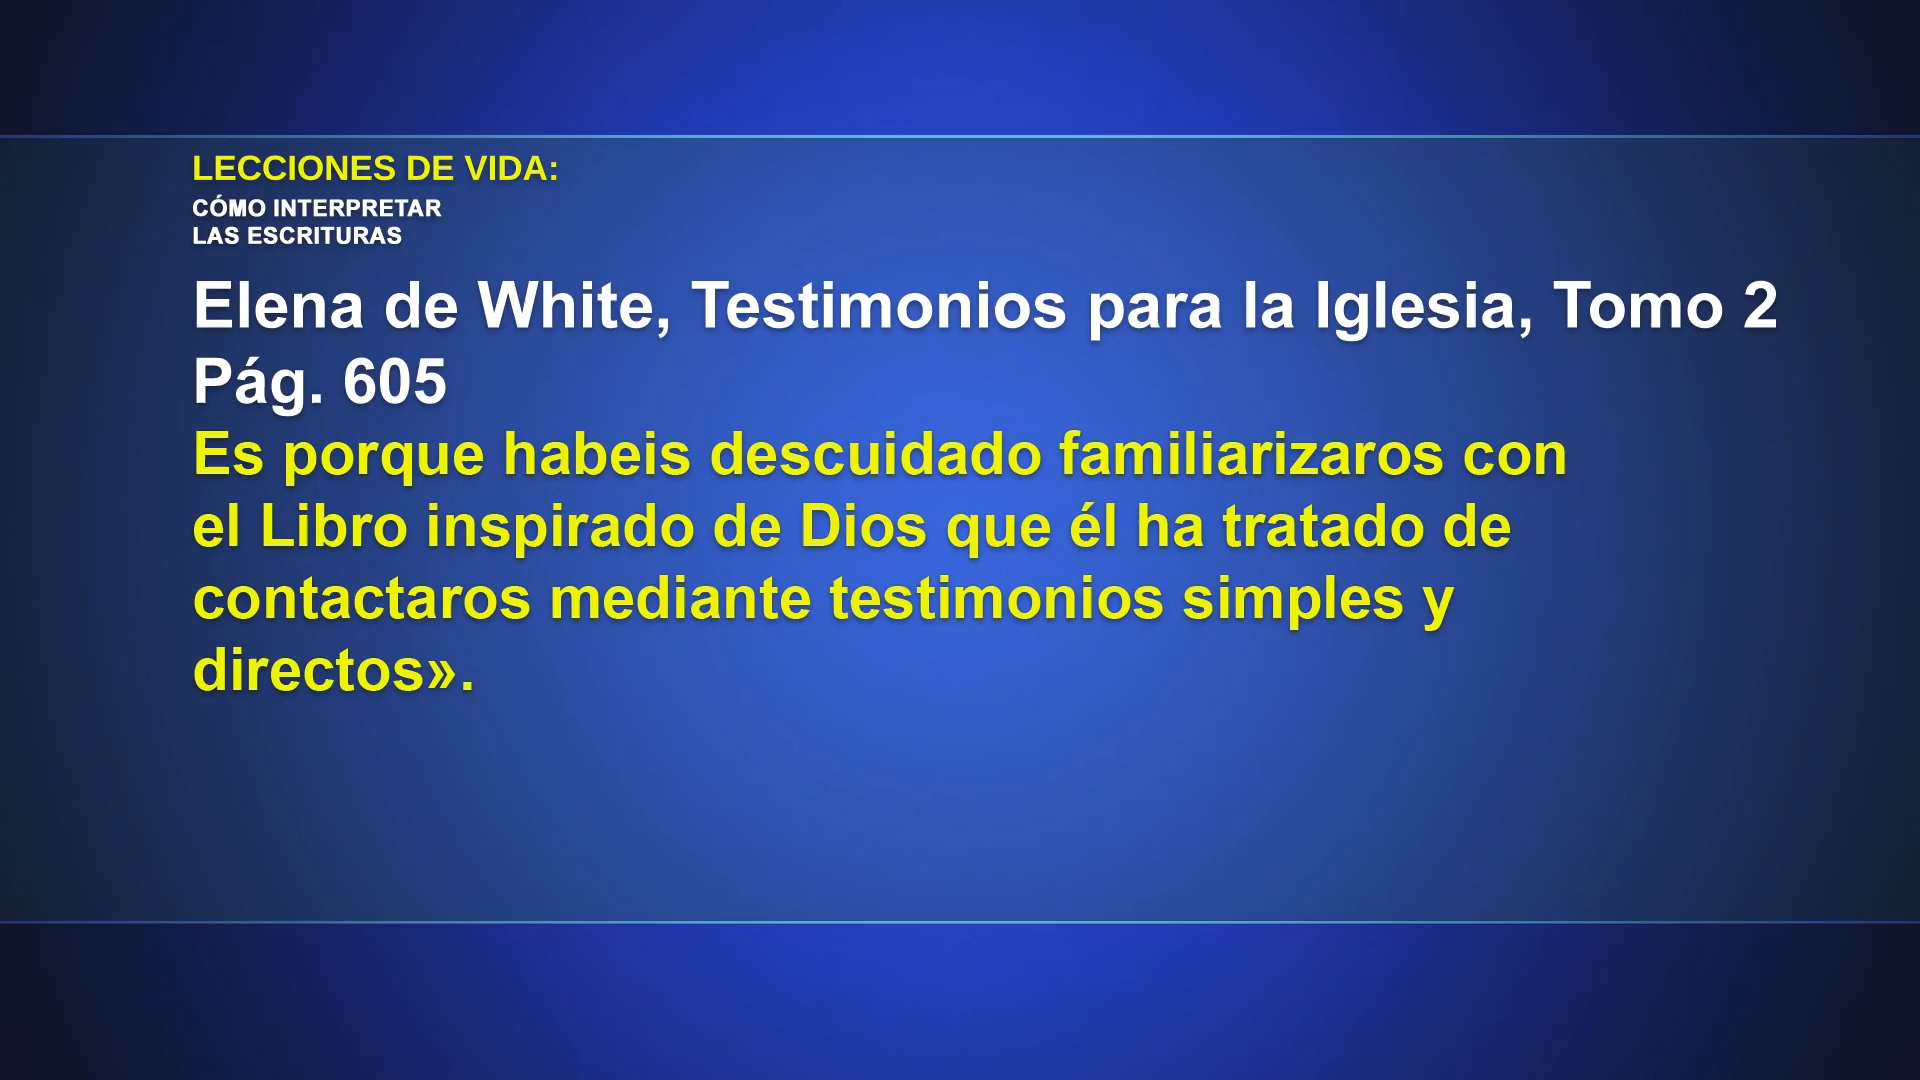 LECCIONES DE VIDA:
CÓMO INTERPRETAR
LAS ESCRITURAS
Elena de White, Testimonios para la Iglesia, Tomo 2
Pág. 605
Es porque habeis descuidado familiarizaros con
el Libro inspirado de Dios que él ha tratado de
contactaros mediante testimonios simples y
directos».